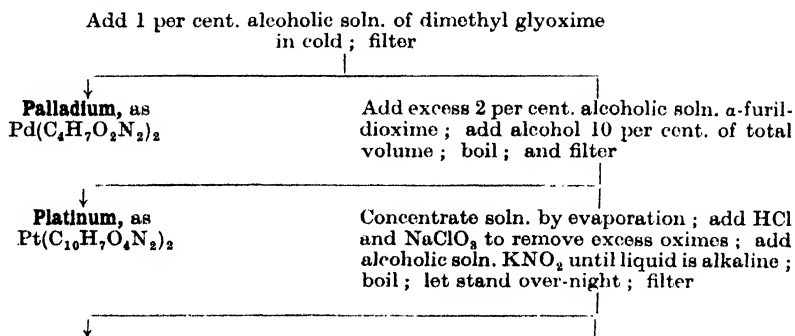 Add 1 per cent. alcoholic soln. of dimethyl glyoxime
in cold ; filter
Palladium, as
Pd(C₄H₇O₂N₂)₂
Add excess 2 per cent. alcoholic soln. α-furil-
dioxime ; add alcohol 10 per cent. of total
volume ; boil ; and filter
Platinum, as
Pt(C₁₀H₇O₄N₂)₂
Concentrate soln. by evaporation ; add HCl
and NaClO₃ to remove excess oximes ; add
alcoholic soln. KNO₂ until liquid is alkaline ;
boil ; let stand over-night ; filter